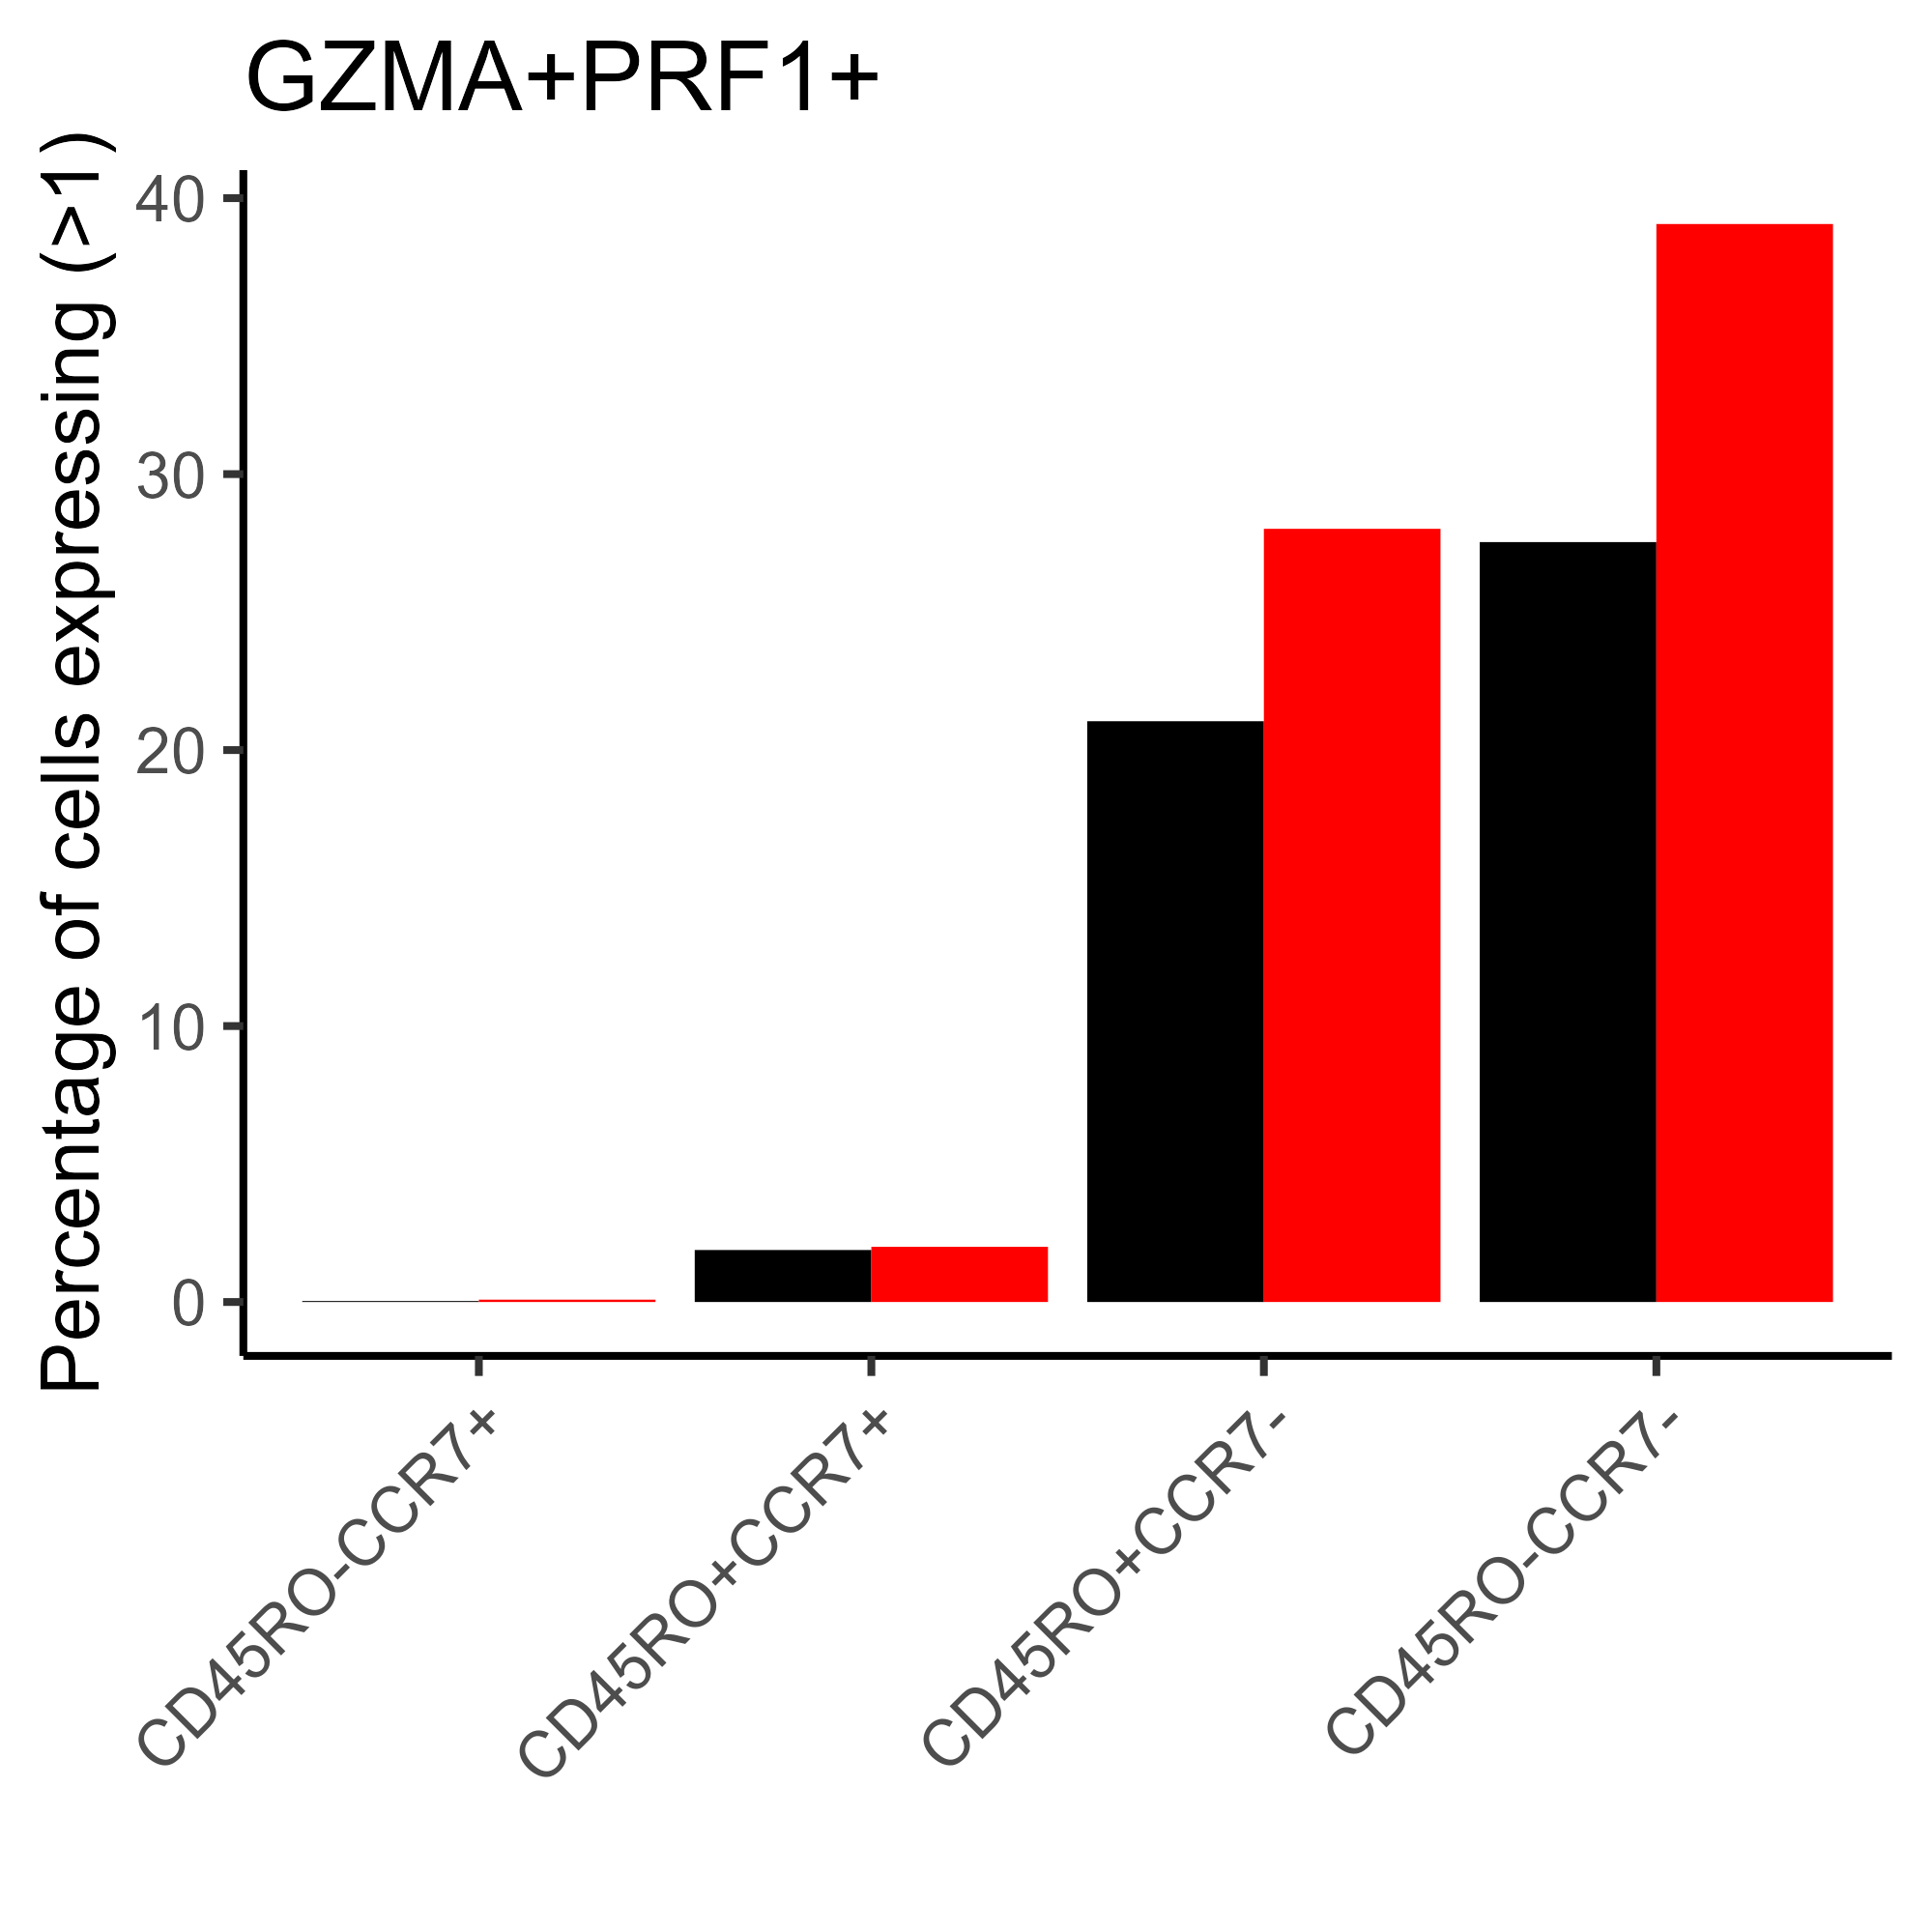 GZMA+PRF1+
Percentage of cells expressing (>1)
40
30
20
10
0
CD45RO-CCR7+
CD45RO+CCR7+
CD45RO+CCR7-
CD45RO-CCR7-